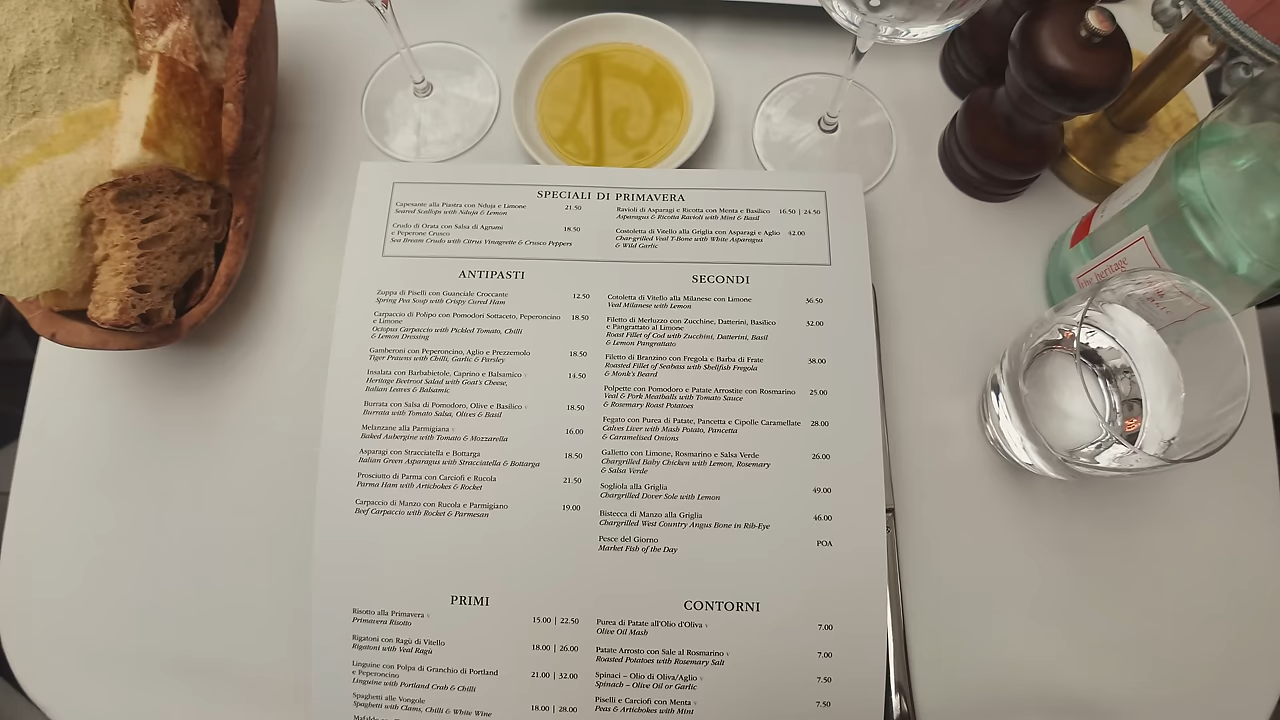 SPECIALI DI PRIMAVERA
Capesante alla Piastra con Nduja e Limone 21.50
Seared Scallops with Nduja & Lemon
Crudo di Orata con Salsa di Agrumi 18.50
e Peperone Crusco
Sea Bream Crudo with Citrus Vinagrette & Crusco Peppers
Ravioli di Asparagi e Ricotta con Menta e Basilico 16.50 | 24.50
Asparagus & Ricotta Ravioli with Mint & Basil
Costoletta di Vitello alla Griglia con Asparagi e Aglio 42.00
Char-grilled Veal T-Bone with White Asparagus
& Wild Garlic
ANTIPASTI
Zuppa di Piselli con Guanciale Croccante 12.50
Spring Pea Soup with Crispy Cured Ham
Carpaccio di Polipo con Pomodori Sottaceto, Peperoncino 18.50
e Limone
Octopus Carpaccio with Pickled Tomato, Chilli
& Lemon Dressing
Gamberoni con Peperoncino, Aglio e Prezzemolo 18.50
Tiger Prawns with Chilli, Garlic & Parsley
Insalata con Barbabietole, Caprino e Balsamico v 14.50
Heritage Beetroot Salad with Goat's Cheese,
Italian Leaves & Balsamic
Burrata con Salsa di Pomodoro, Olive e Basilico v 18.50
Burrata with Tomato Salsa, Olives & Basil
Melanzane alla Parmigiana v 16.00
Baked Aubergine with Tomato & Mozzarella
Asparagi con Stracciatella e Bottarga 18.50
Italian Green Asparagus with Stracciatella & Bottarga
Prosciutto di Parma con Carciofi e Rucola 21.50
Parma Ham with Artichokes & Rocket
Carpaccio di Manzo con Rucola e Parmigiano 19.00
Beef Carpaccio with Rocket & Parmesan
SECONDI
Cotoletta di Vitello alla Milanese con Limone 36.50
Veal Milanese with Lemon
Filetto di Merluzzo con Zucchine, Datterini, Basilico 32.00
e Pangrattato al Limone
Roast Fillet of Cod with Zucchini, Datterini, Basil
& Lemon Pangrattato
Filetto di Branzino con Fregola e Barba di Frate 38.00
Roasted Fillet of Seabass with Shellfish Fregola
& Monk's Beard
Polpette con Pomodoro e Patate Arrostite con Rosmarino 25.00
Veal & Pork Meatballs with Tomato Sauce
& Rosemary Roast Potatoes
Fegato con Purea di Patate, Pancetta e Cipolle Caramellate 28.00
Calves Liver with Mash Potato, Pancetta
& Caramelised Onions
Galletto con Limone, Rosmarino e Salsa Verde 26.00
Chargrilled Baby Chicken with Lemon, Rosemary
& Salsa Verde
Sogliola alla Griglia 49.00
Chargrilled Dover Sole with Lemon
Bistecca di Manzo alla Griglia 46.00
Chargrilled West Country Angus Bone in Rib-Eye
Pesce del Giorno POA
Market Fish of the Day
PRIMI
Risotto alla Primavera v 15.00 | 22.50
Primavera Risotto
Rigatoni con Ragù di Vitello 18.00 | 26.00
Rigatoni with Veal Ragù
Linguine con Polpa di Granchio di Portland 21.00 | 32.00
e Peperoncino
Linguine with Portland Crab & Chilli
Spaghetti alle Vongole 18.00 | 28.00
Spaghetti with Clams, Chilli & White Wine
CONTORNI
Purea di Patate all'Olio d'Oliva v 7.00
Olive Oil Mash
Patate Arrosto con Sale al Rosmarino v 7.00
Roasted Potatoes with Rosemary Salt
Spinaci – Olio di Oliva/Aglio v 7.50
Spinach – Olive Oil or Garlic
Piselli e Carciofi con Menta v 7.50
Peas & Artichokes with Mint
the heritage